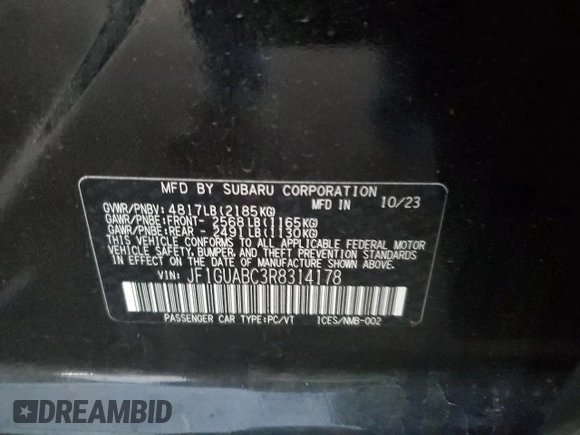 MFD BY SUBARU CORPORATION
GVWR/PNBV: 4817LB(2185KG) MFD IN 10/23
GAWR/PNBE:FRONT- 2568LB(1165KG)
GAWR/PNBE:REAR - 2491LB(1130KG)
THIS VEHICLE CONFORMS TO ALL APPLICABLE FEDERAL MOTOR
VEHICLE SAFETY, BUMPER, AND THEFT PREVENTION STANDARDS
IN EFFECT ON THE DATE OF MANUFACTURE SHOWN ABOVE.
VIN: JF1GUABC3R8314178
PASSENGER CAR TYPE:PC/VT ICES/NMB-002
DREAMBID